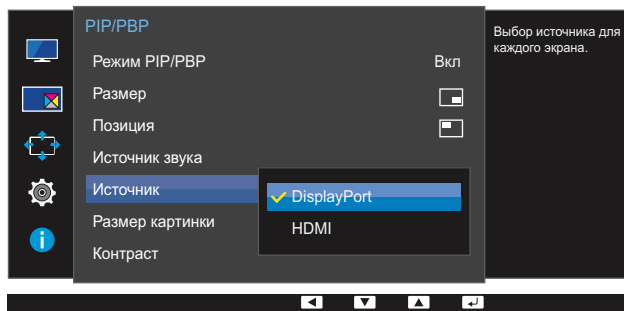 PIP/PBP
Режим PIP/PBP Вкл
Размер
Позиция
Источник звука
Источник
Размер картинки
Контраст
DisplayPort
HDMI
Выбор источника для
каждого экрана.